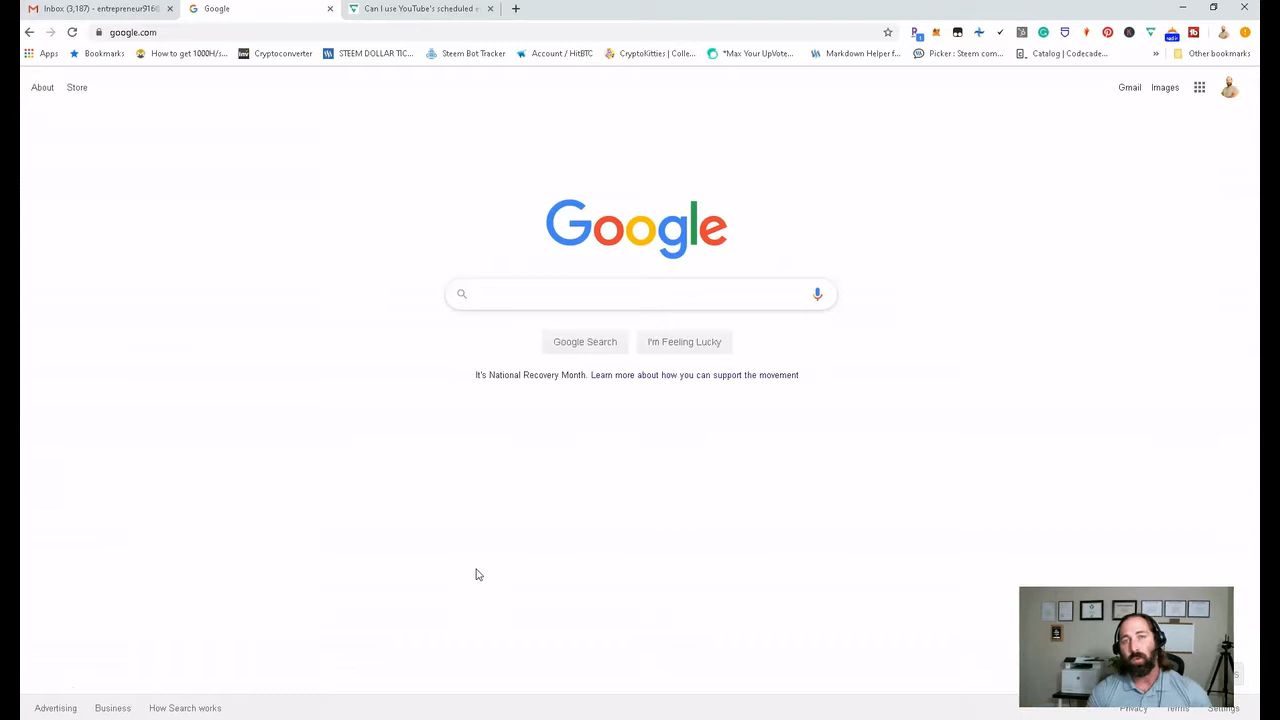 Inbox (3,187) - entrepreneur916
Google
Can I use YouTube's scheduled
google.com
Apps
Bookmarks
How to get 1000H/s...
Cryptoconverter
STEEM DOLLAR TIC...
Steem Bot Tracker
Account / HitBTC
CryptoKitties | Colle...
*Max Your UpVote...
Markdown Helper f...
Picker : Steem com...
Catalog | Codecade...
»
Other bookmarks
About
Store
Gmail
Images
Google
Google Search
I'm Feeling Lucky
It's National Recovery Month. Learn more about how you can support the movement
Advertising
Business
How Search works
Privacy
Terms
Settings